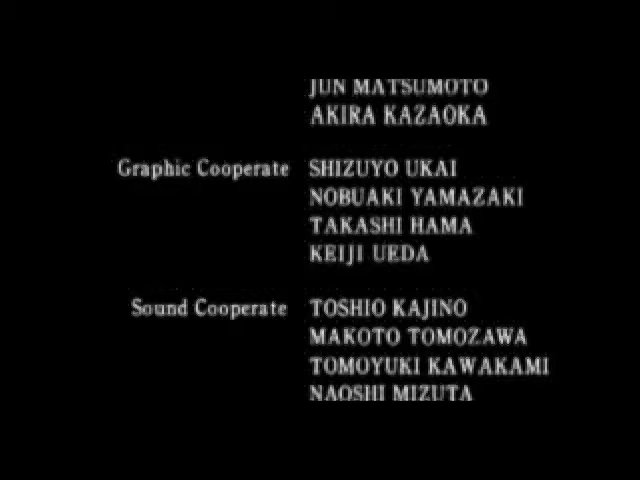 JUN MATSUMOTO
AKIRA KAZAOKA
Graphic Cooperate SHIZUYO UKAI
NOBUAKI YAMAZAKI
TAKASHI HAMA
KEIJI UEDA
Sound Cooperate TOSHIO KAJINO
MAKOTO TOMOZAWA
TOMOYUKI KAWAKAMI
NAOSHI MIZUTA